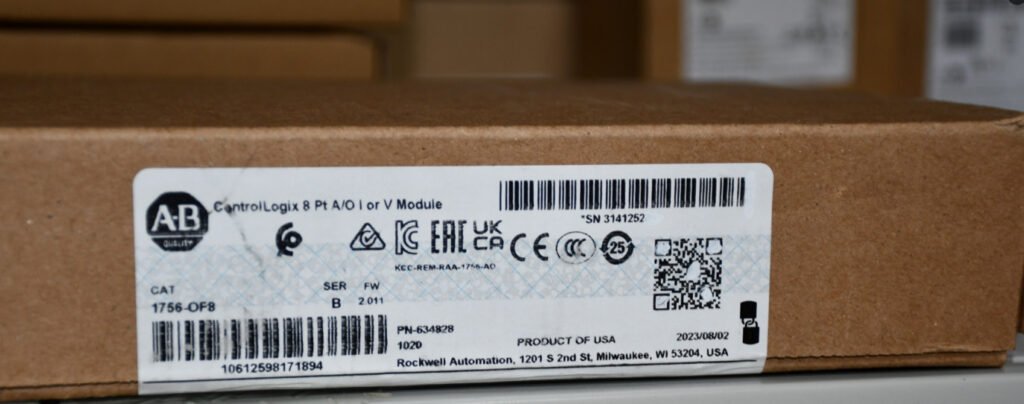 A-B
QUALITY
ControlLogix 8 Pt A/O I or V Module
*SN 3141252
EAC UK CA CE CCC 25
KCC-REM-RAA-1756-AO
CAT
1756-OF8
SER
B
FW
2.011
10612598171894
PN-634828
1020
PRODUCT OF USA
2023/08/02
Rockwell Automation, 1201 S 2nd St, Milwaukee, WI 53204, USA